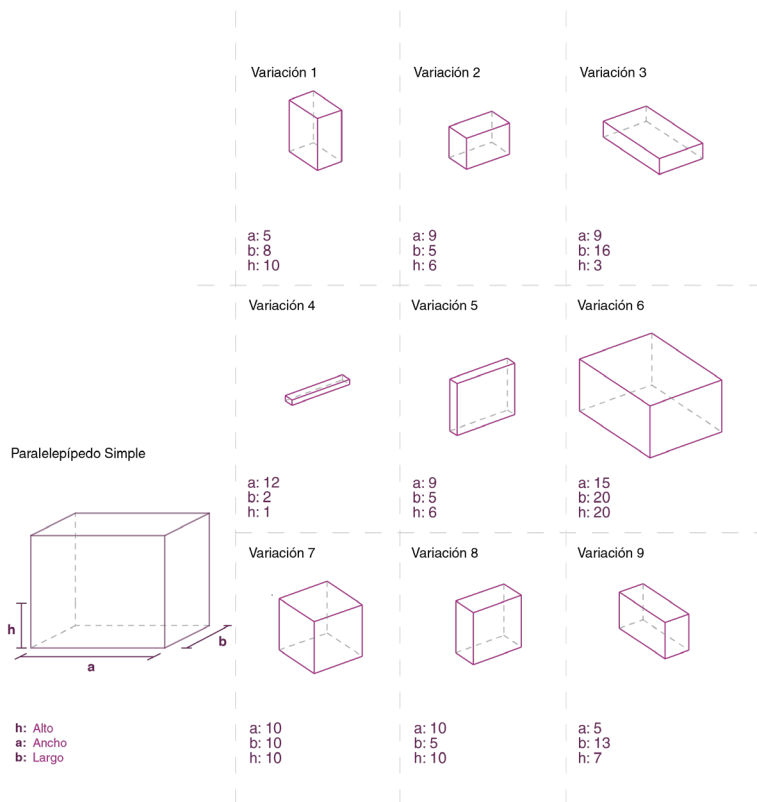 Variación 1
a: 5
b: 8
h: 10
Variación 2
a: 9
b: 5
h: 6
Variación 3
a: 9
b: 16
h: 3
Variación 4
a: 12
b: 2
h: 1
Variación 5
a: 9
b: 5
h: 6
Variación 6
a: 15
b: 20
h: 20
Paralelepípedo Simple
h
a
b
h: Alto
a: Ancho
b: Largo
Variación 7
a: 10
b: 10
h: 10
Variación 8
a: 10
b: 5
h: 10
Variación 9
a: 5
b: 13
h: 7